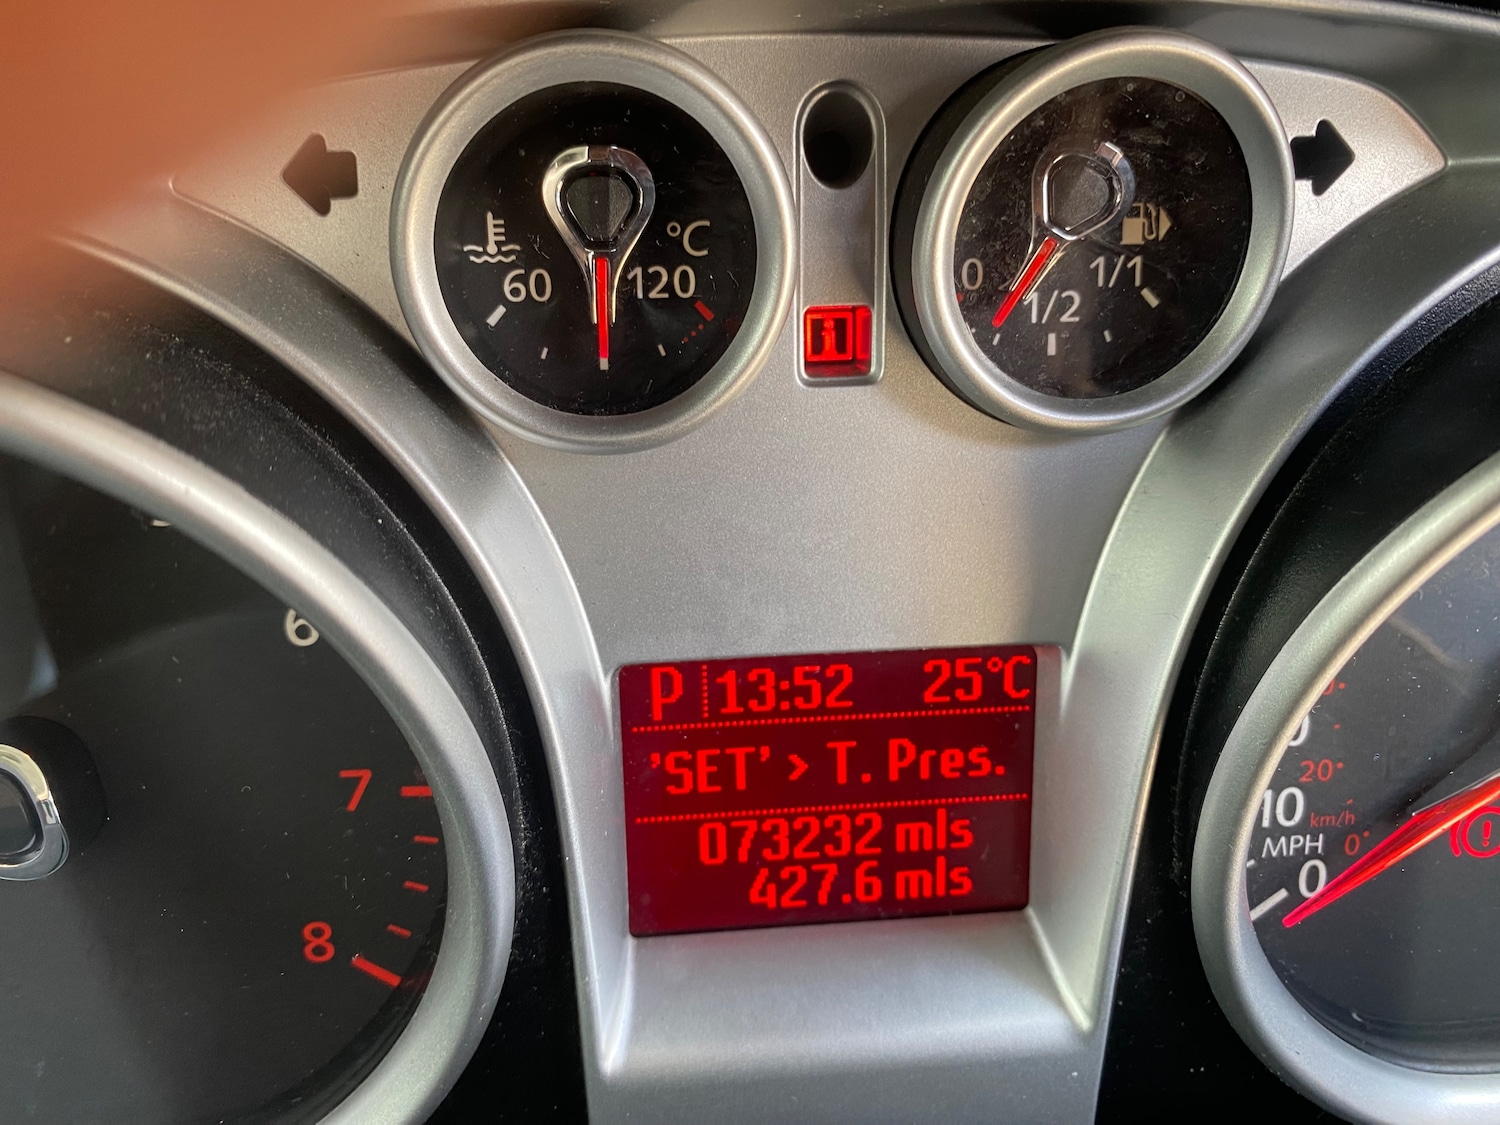 °C
60 120
0 1/2 1/1
6
7
8
P 13:52 25°C
'SET' > T. Pres.
073232 mls
427.6 mls
20
10 km/h
MPH 0
0